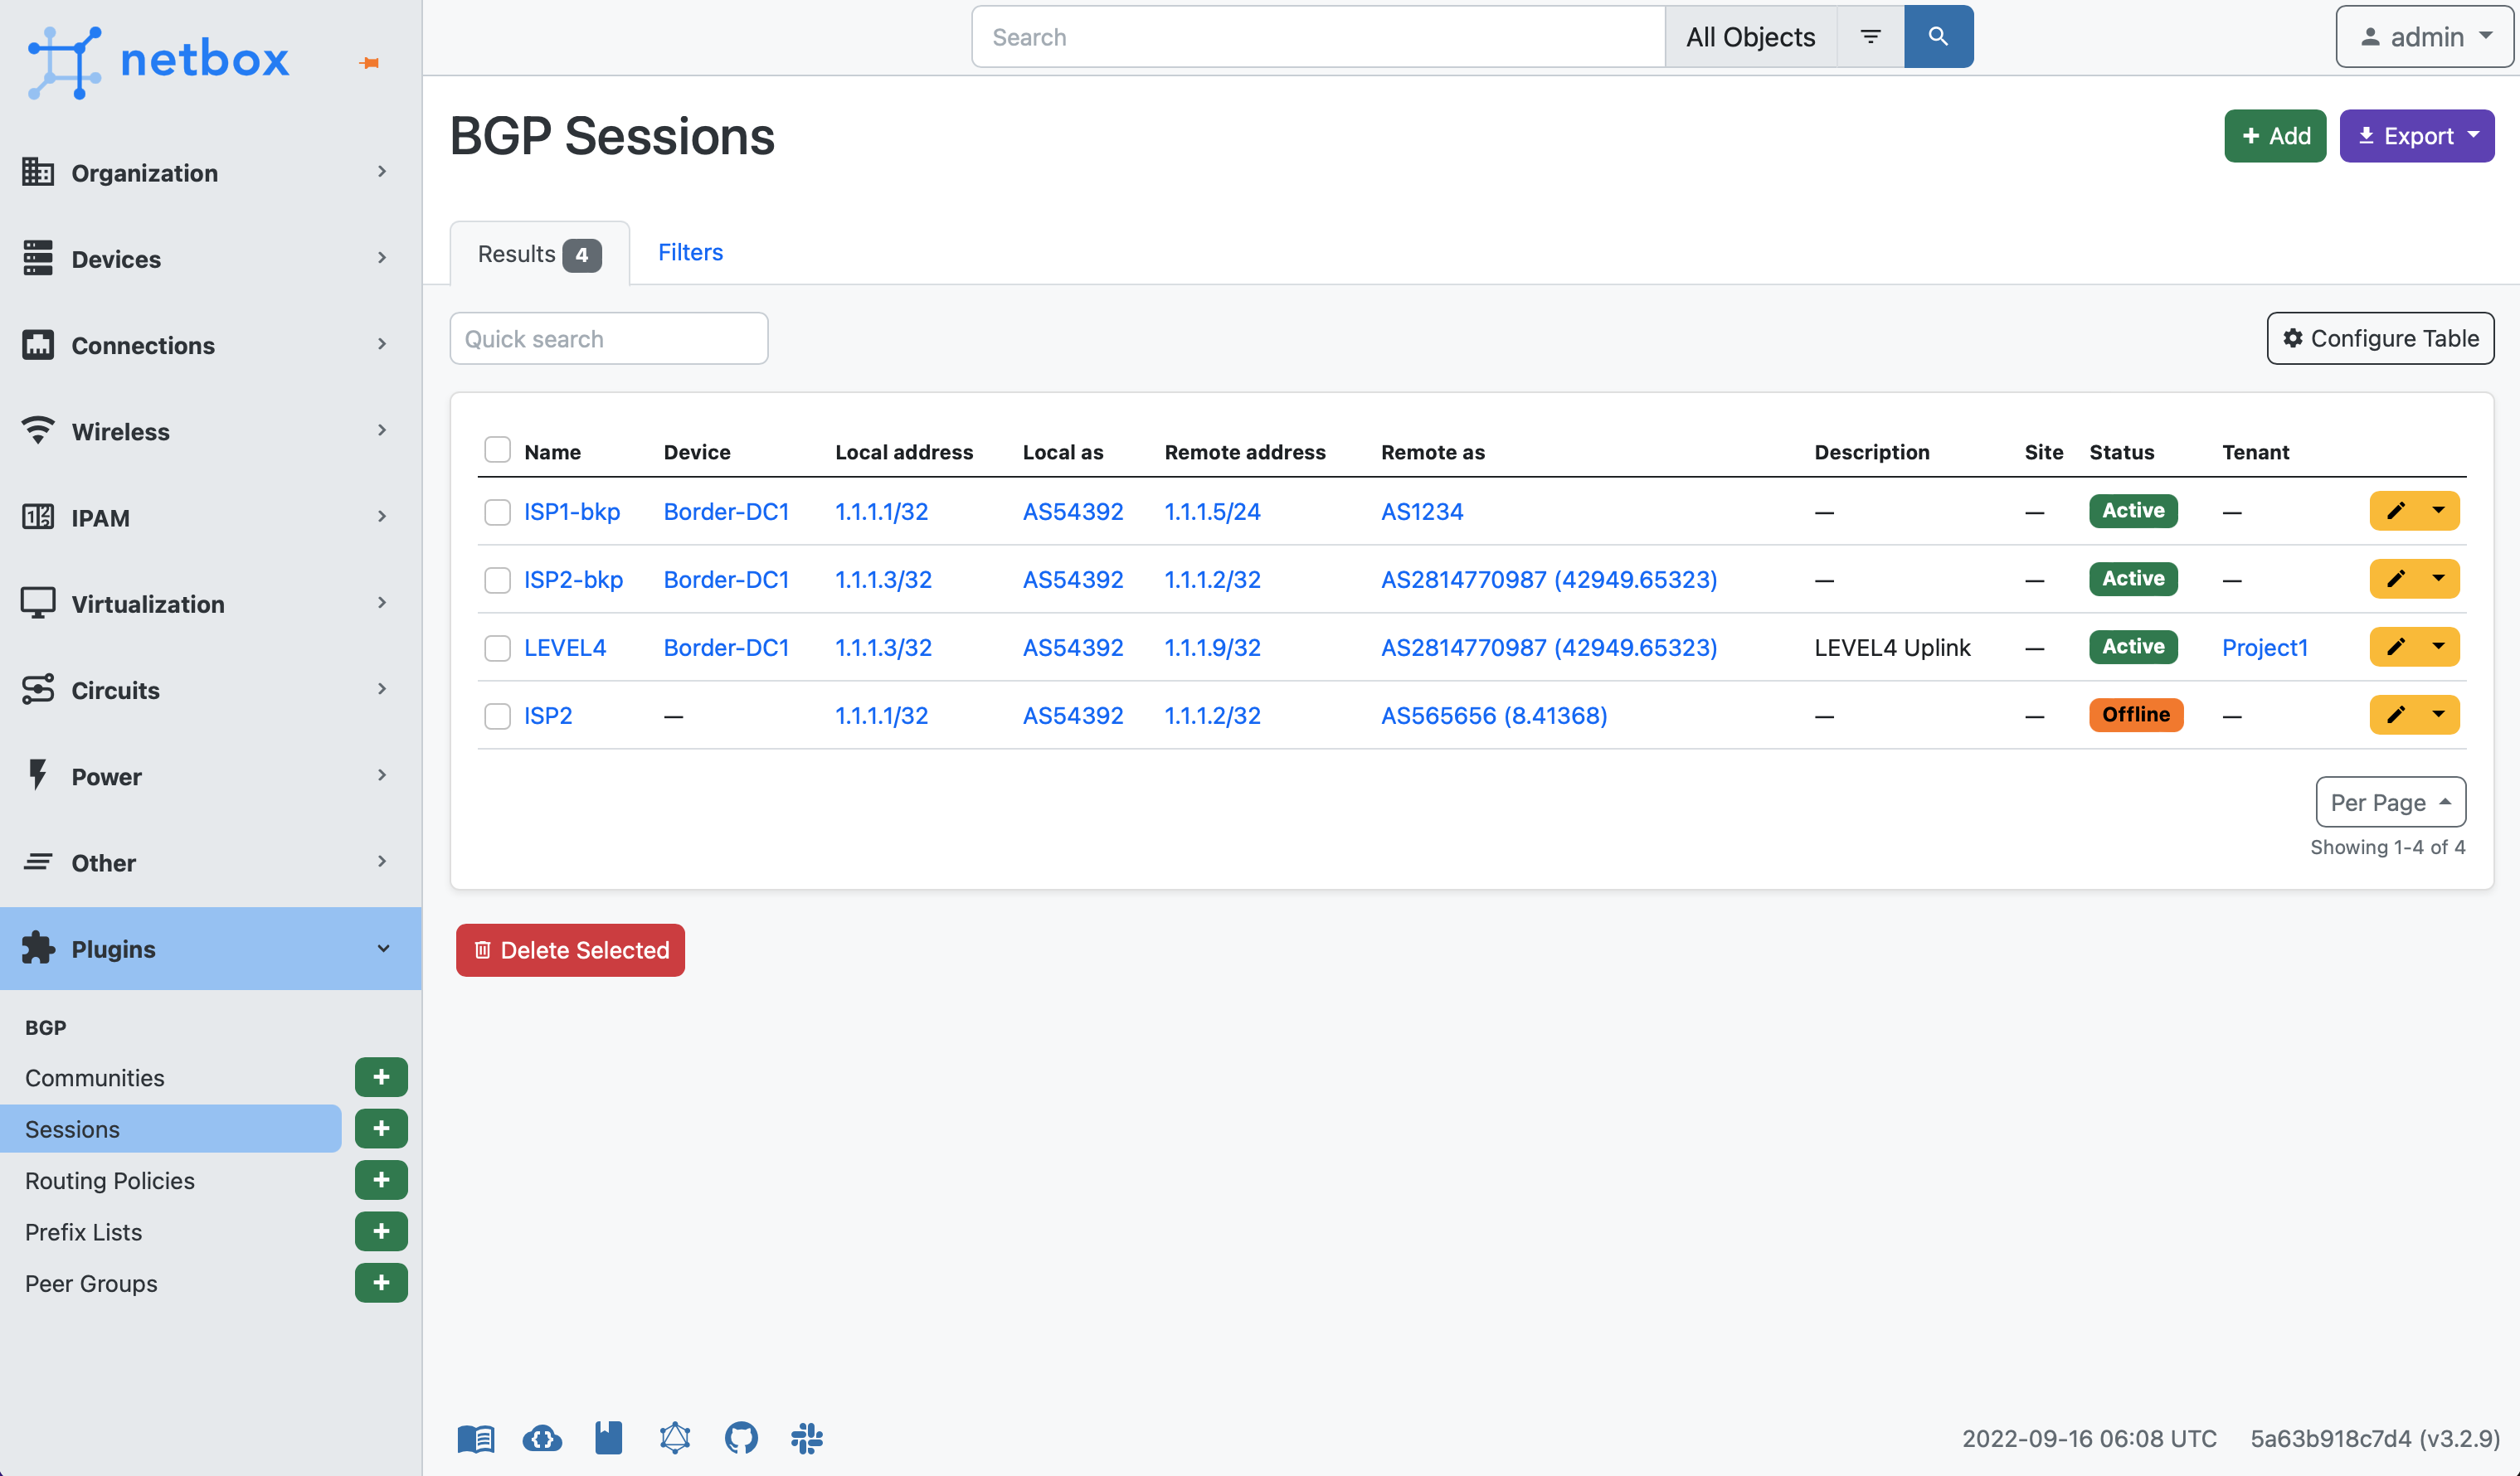 netbox
Search
All Objects
admin
Organization
Devices
Connections
Wireless
IPAM
Virtualization
Circuits
Power
Other
Plugins
BGP
Communities
Sessions
Routing Policies
Prefix Lists
Peer Groups
BGP Sessions
Add
Export
Results 4
Filters
Quick search
Configure Table
Name Device Local address Local as Remote address Remote as Description Site Status Tenant
ISP1-bkp Border-DC1 1.1.1.1/32 AS54392 1.1.1.5/24 AS1234 — — Active —
ISP2-bkp Border-DC1 1.1.1.3/32 AS54392 1.1.1.2/32 AS2814770987 (42949.65323) — — Active —
LEVEL4 Border-DC1 1.1.1.3/32 AS54392 1.1.1.9/32 AS2814770987 (42949.65323) LEVEL4 Uplink — Active Project1
ISP2 — 1.1.1.1/32 AS54392 1.1.1.2/32 AS565656 (8.41368) — — Offline —
Per Page
Showing 1-4 of 4
Delete Selected
2022-09-16 06:08 UTC 5a63b918c7d4 (v3.2.9)